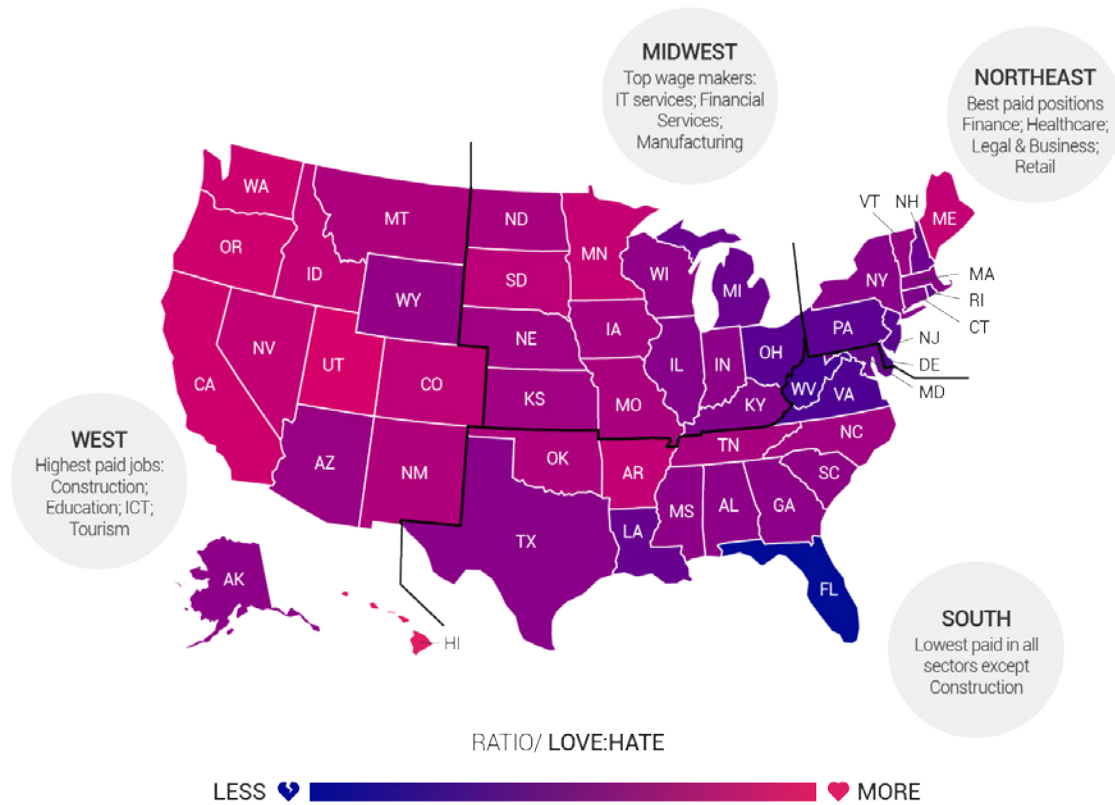 MIDWEST
Top wage makers:
IT services; Financial
Services;
Manufacturing
NORTHEAST
Best paid positions
Finance; Healthcare;
Legal & Business;
Retail
WEST
Highest paid jobs:
Construction;
Education; ICT;
Tourism
SOUTH
Lowest paid in all
sectors except
Construction
WA
OR
ID
MT
WY
CA
NV
UT
CO
AZ
NM
AK
HI
ND
SD
NE
KS
MN
IA
MO
WI
IL
MI
IN
OH
KY
OK
TX
AR
LA
MS
AL
TN
GA
FL
SC
NC
VA
WV
PA
NY
VT
NH
ME
MA
RI
CT
NJ
DE
MD
RATIO/ LOVE:HATE
LESS
MORE